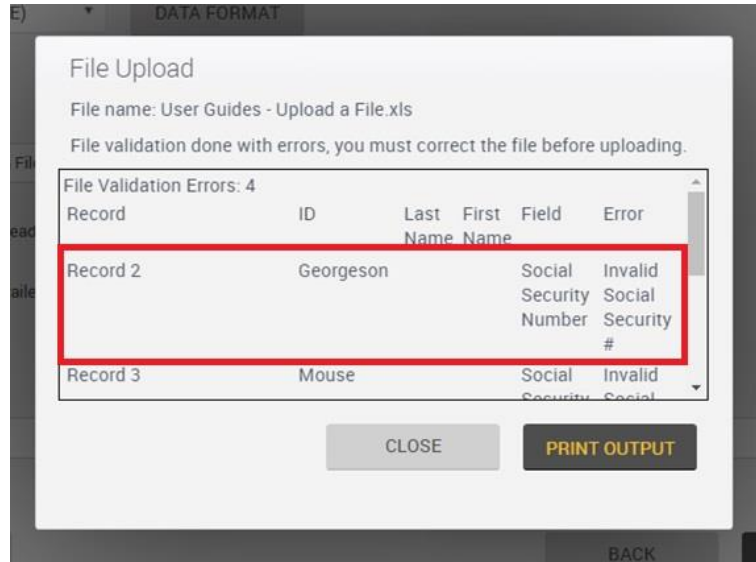 E) DATA FORMAT
File Upload
File name: User Guides - Upload a File.xls
File validation done with errors, you must correct the file before uploading.
File Validation Errors: 4
Record ID Last Name First Name Field Error
Record 2 Georgeson Social Security Number Invalid Social Security #
Record 3 Mouse Social Security Invalid Social
CLOSE PRINT OUTPUT
BACK